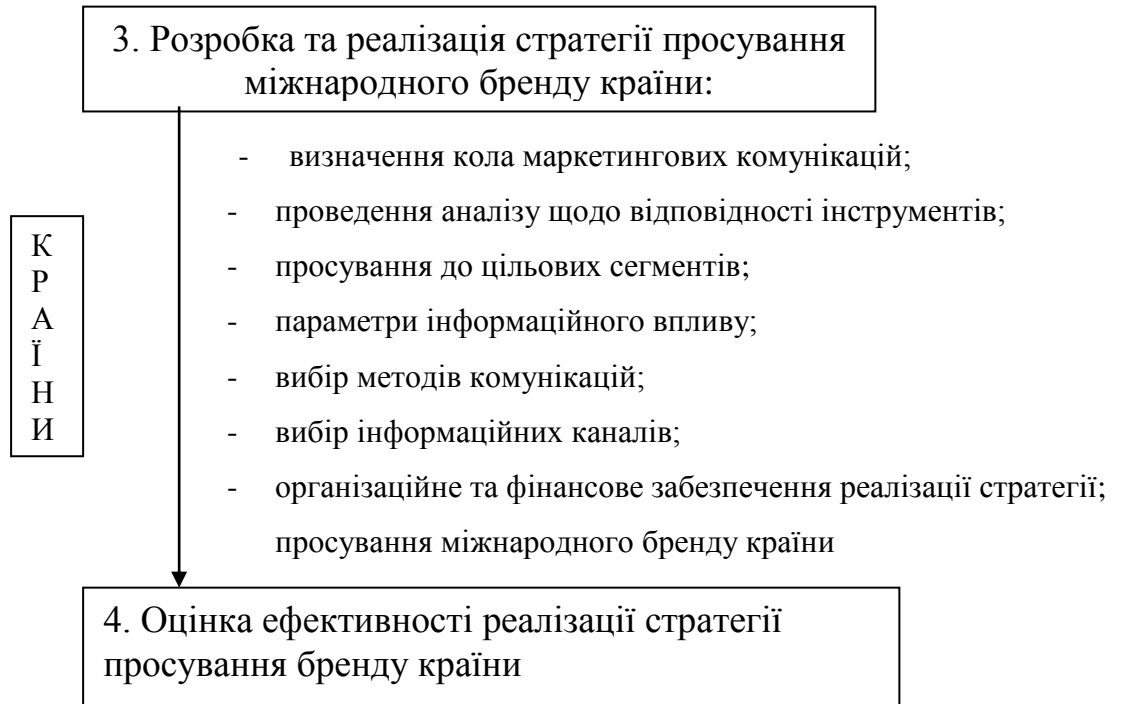 3. Розробка та реалізація стратегії просування
міжнародного бренду країни:
- визначення кола маркетингових комунікацій;
- проведення аналізу щодо відповідності інструментів;
- просування до цільових сегментів;
- параметри інформаційного впливу;
- вибір методів комунікацій;
- вибір інформаційних каналів;
- організаційне та фінансове забезпечення реалізації стратегії;
просування міжнародного бренду країни
К
Р
А
Ї
Н
И
4. Оцінка ефективності реалізації стратегії
просування бренду країни